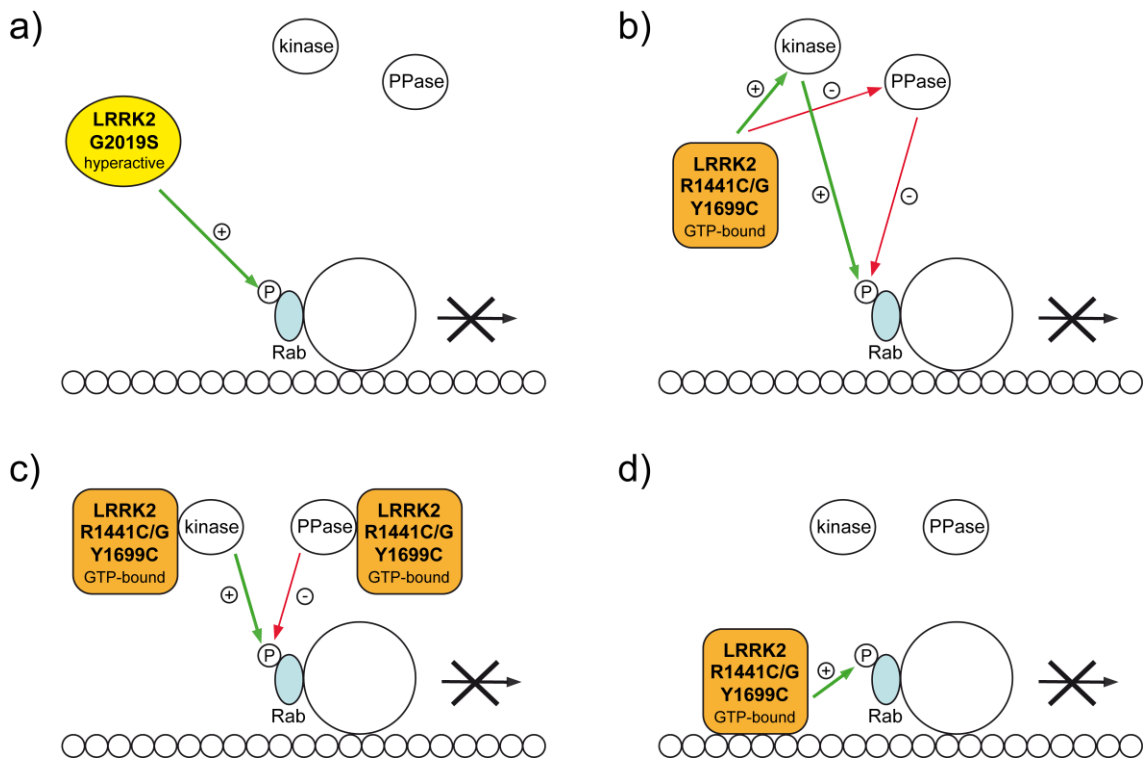 a)
kinase
PPase
LRRK2
G2019S
hyperactive
+
P
Rab
b)
kinase
PPase
+
-
LRRK2
R1441C/G
Y1699C
GTP-bound
+
-
P
Rab
c)
LRRK2
R1441C/G
Y1699C
GTP-bound
kinase
PPase
LRRK2
R1441C/G
Y1699C
GTP-bound
+
-
P
Rab
d)
kinase
PPase
LRRK2
R1441C/G
Y1699C
GTP-bound
+
P
Rab